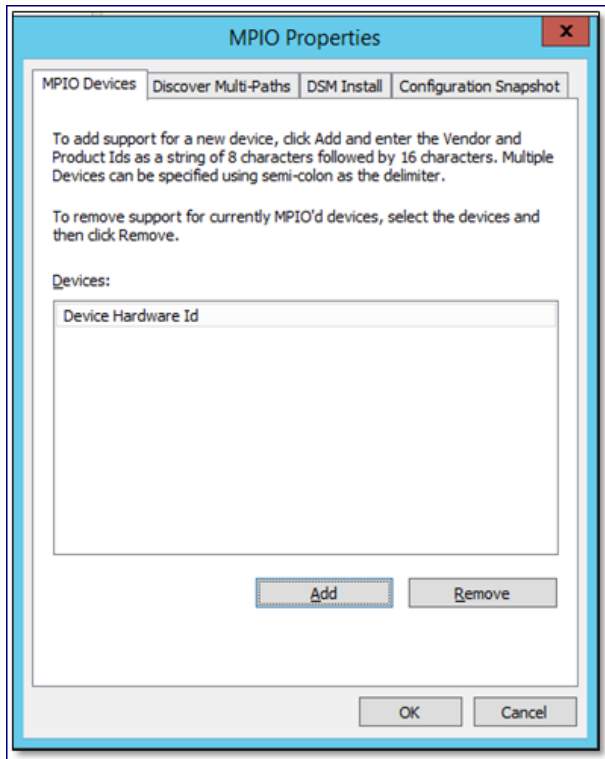 MPIO Properties
x
MPIO Devices Discover Multi-Paths DSM Install Configuration Snapshot
To add support for a new device, click Add and enter the Vendor and
Product Ids as a string of 8 characters followed by 16 characters. Multiple
Devices can be specified using semi-colon as the delimiter.
To remove support for currently MPIO'd devices, select the devices and
then click Remove.
Devices:
Device Hardware Id
Add Remove
OK Cancel